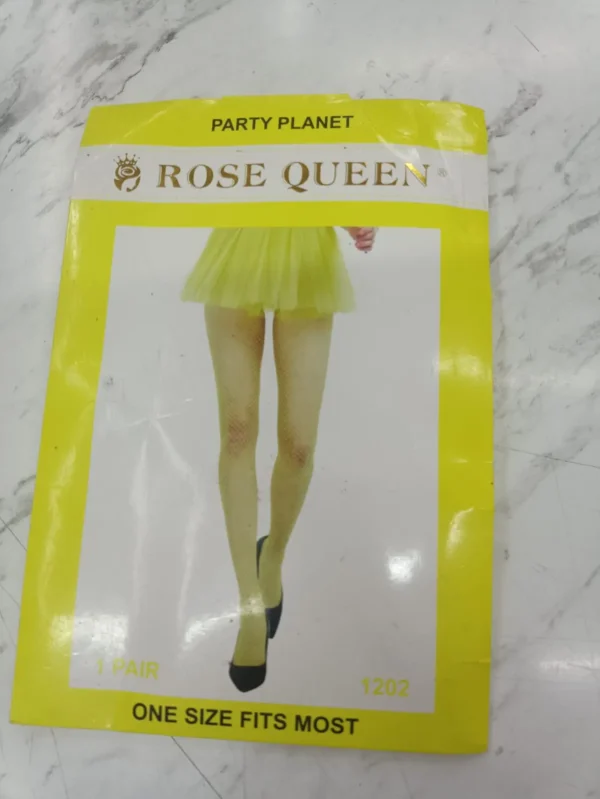 PARTY PLANET
ROSE QUEEN®
1 PAIR
1202
ONE SIZE FITS MOST